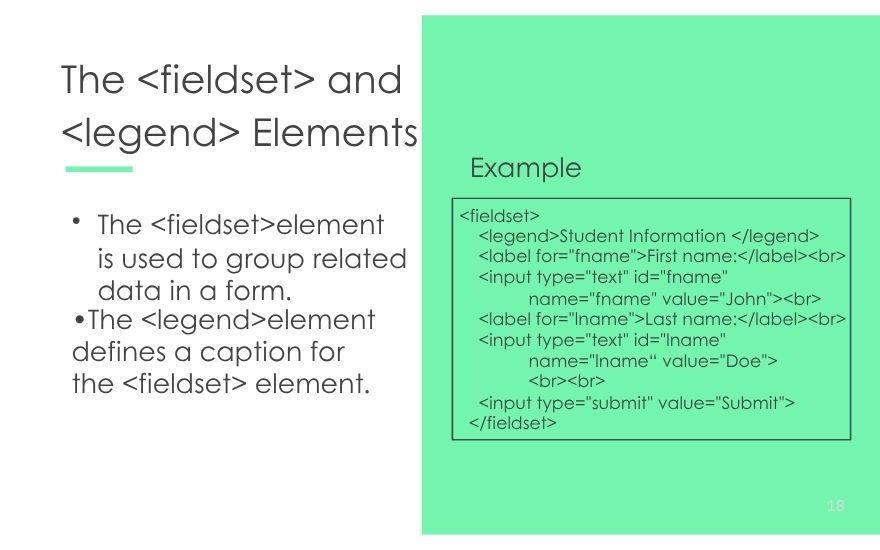 The <fieldset> and
<legend> Elements
• The <fieldset>element
is used to group related
data in a form.
•The <legend>element
defines a caption for
the <fieldset> element.
Example
<fieldset>
<legend>Student Information </legend>
<label for="fname">First name:</label><br>
<input type="text" id="fname"
name="fname" value="John"><br>
<label for="lname">Last name:</label><br>
<input type="text" id="lname"
name="lname“ value="Doe">
<br><br>
<input type="submit" value="Submit">
</fieldset>
18